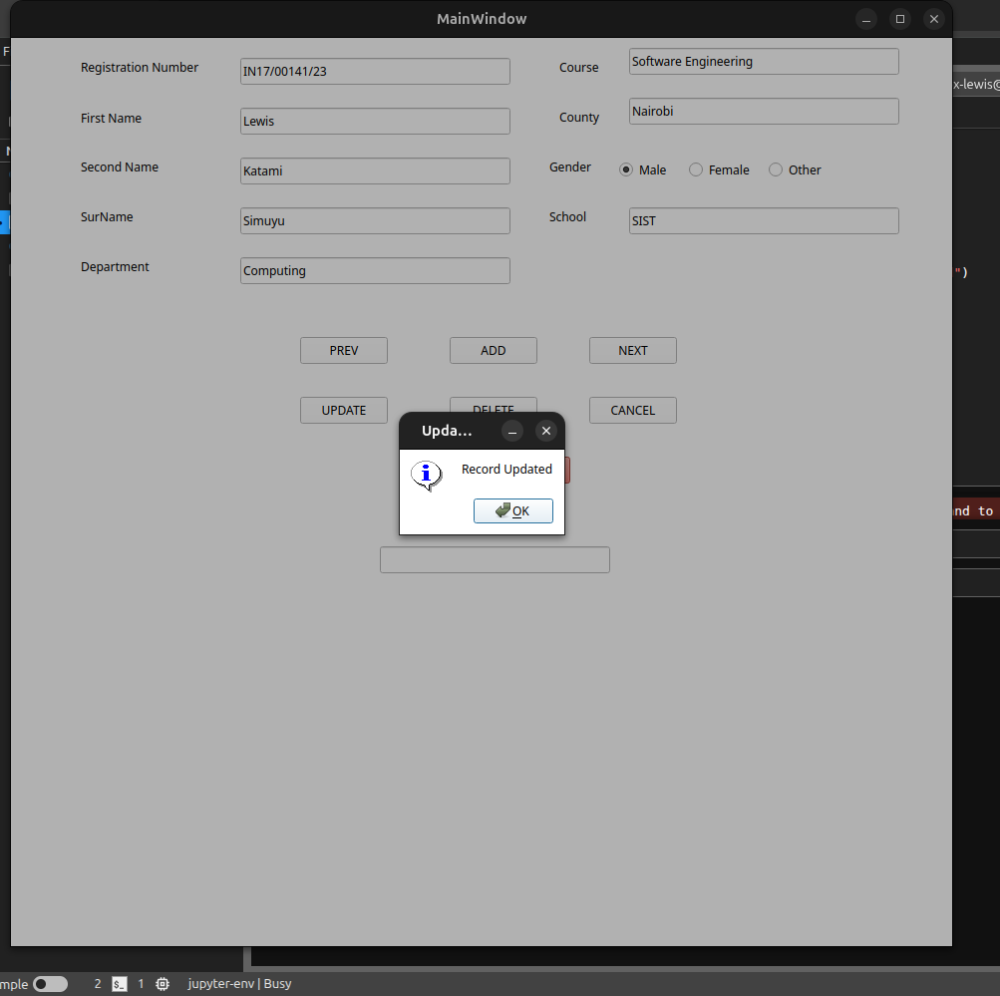 MainWindow
F
Registration Number IN17/00141/23 Course Software Engineering
x-lewis@
First Name Lewis County Nairobi
Second Name Katami Gender Male Female Other
SurName Simuyu School SIST
Department Computing
")
PREV ADD NEXT
UPDATE DELETE CANCEL
Upda...
Record Updated
OK
nd to
mple 2 $_ 1 jupyter-env | Busy